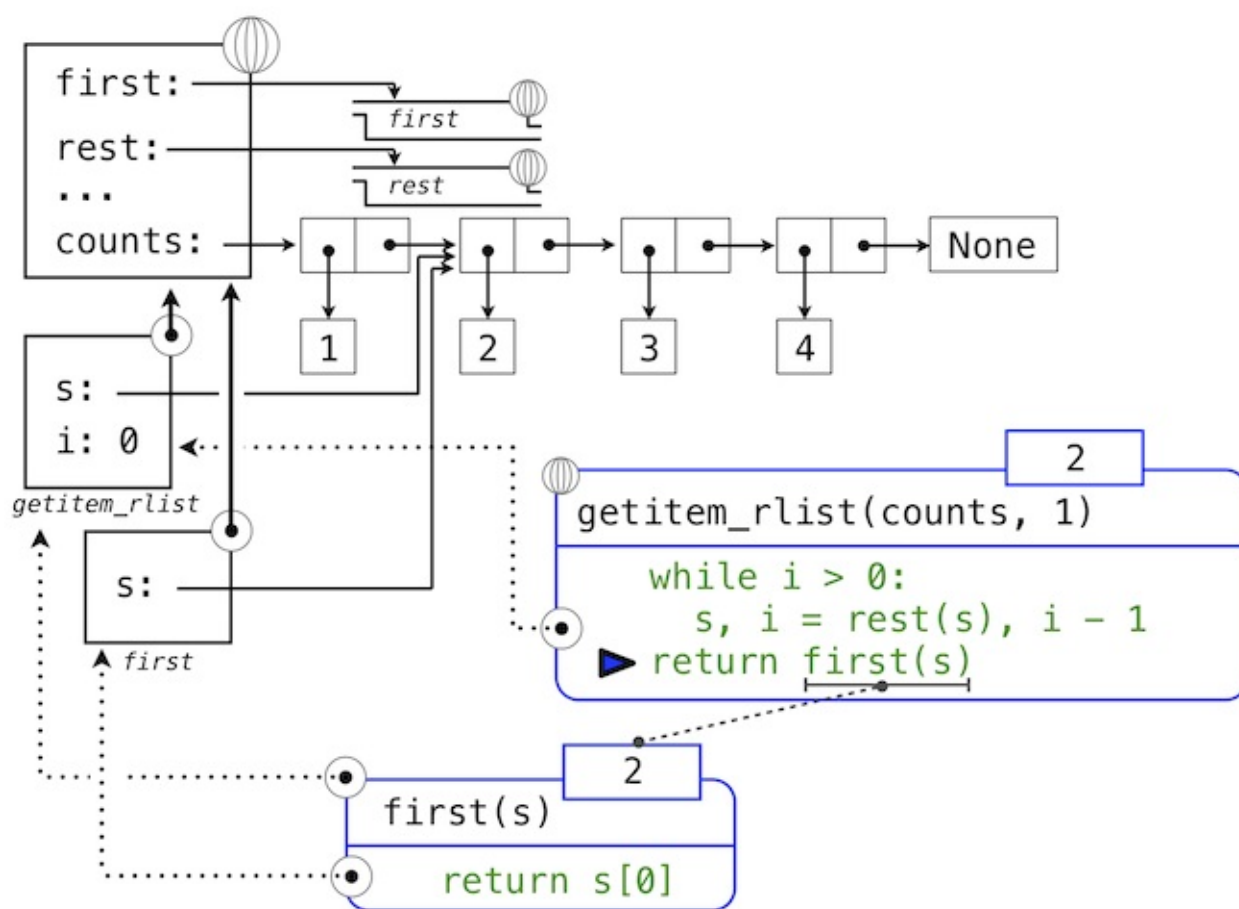 first:
first
rest:
rest
...
counts:
None
1
2
3
4
s:
i: 0
getitem_rlist
2
getitem_rlist(counts, 1)
while i > 0:
s, i = rest(s), i - 1
return first(s)
s:
first
2
first(s)
return s[0]